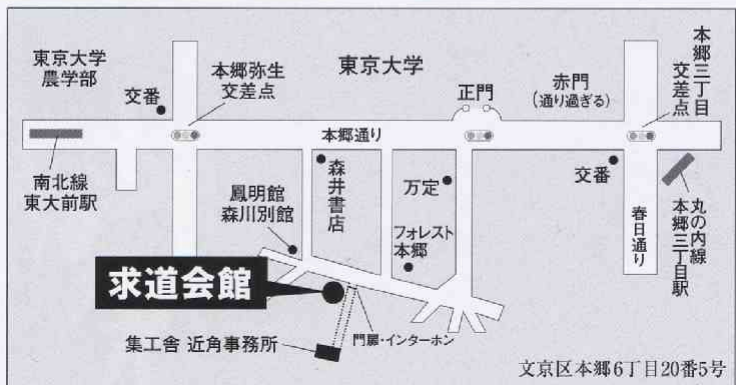 東京大学
農学部
交番
本郷弥生
交差点
東京大学
正門
赤門
(通り過ぎる)
本郷三丁目
交差点
本郷通り
南北線
東大前駅
鳳明館
森川別館
森井書店
万定
フォレスト
本郷
交番
春日通り
丸の内線
本郷三丁目駅
求道会館
集工舎 近角事務所
門扉・インターホン
文京区本郷6丁目20番5号